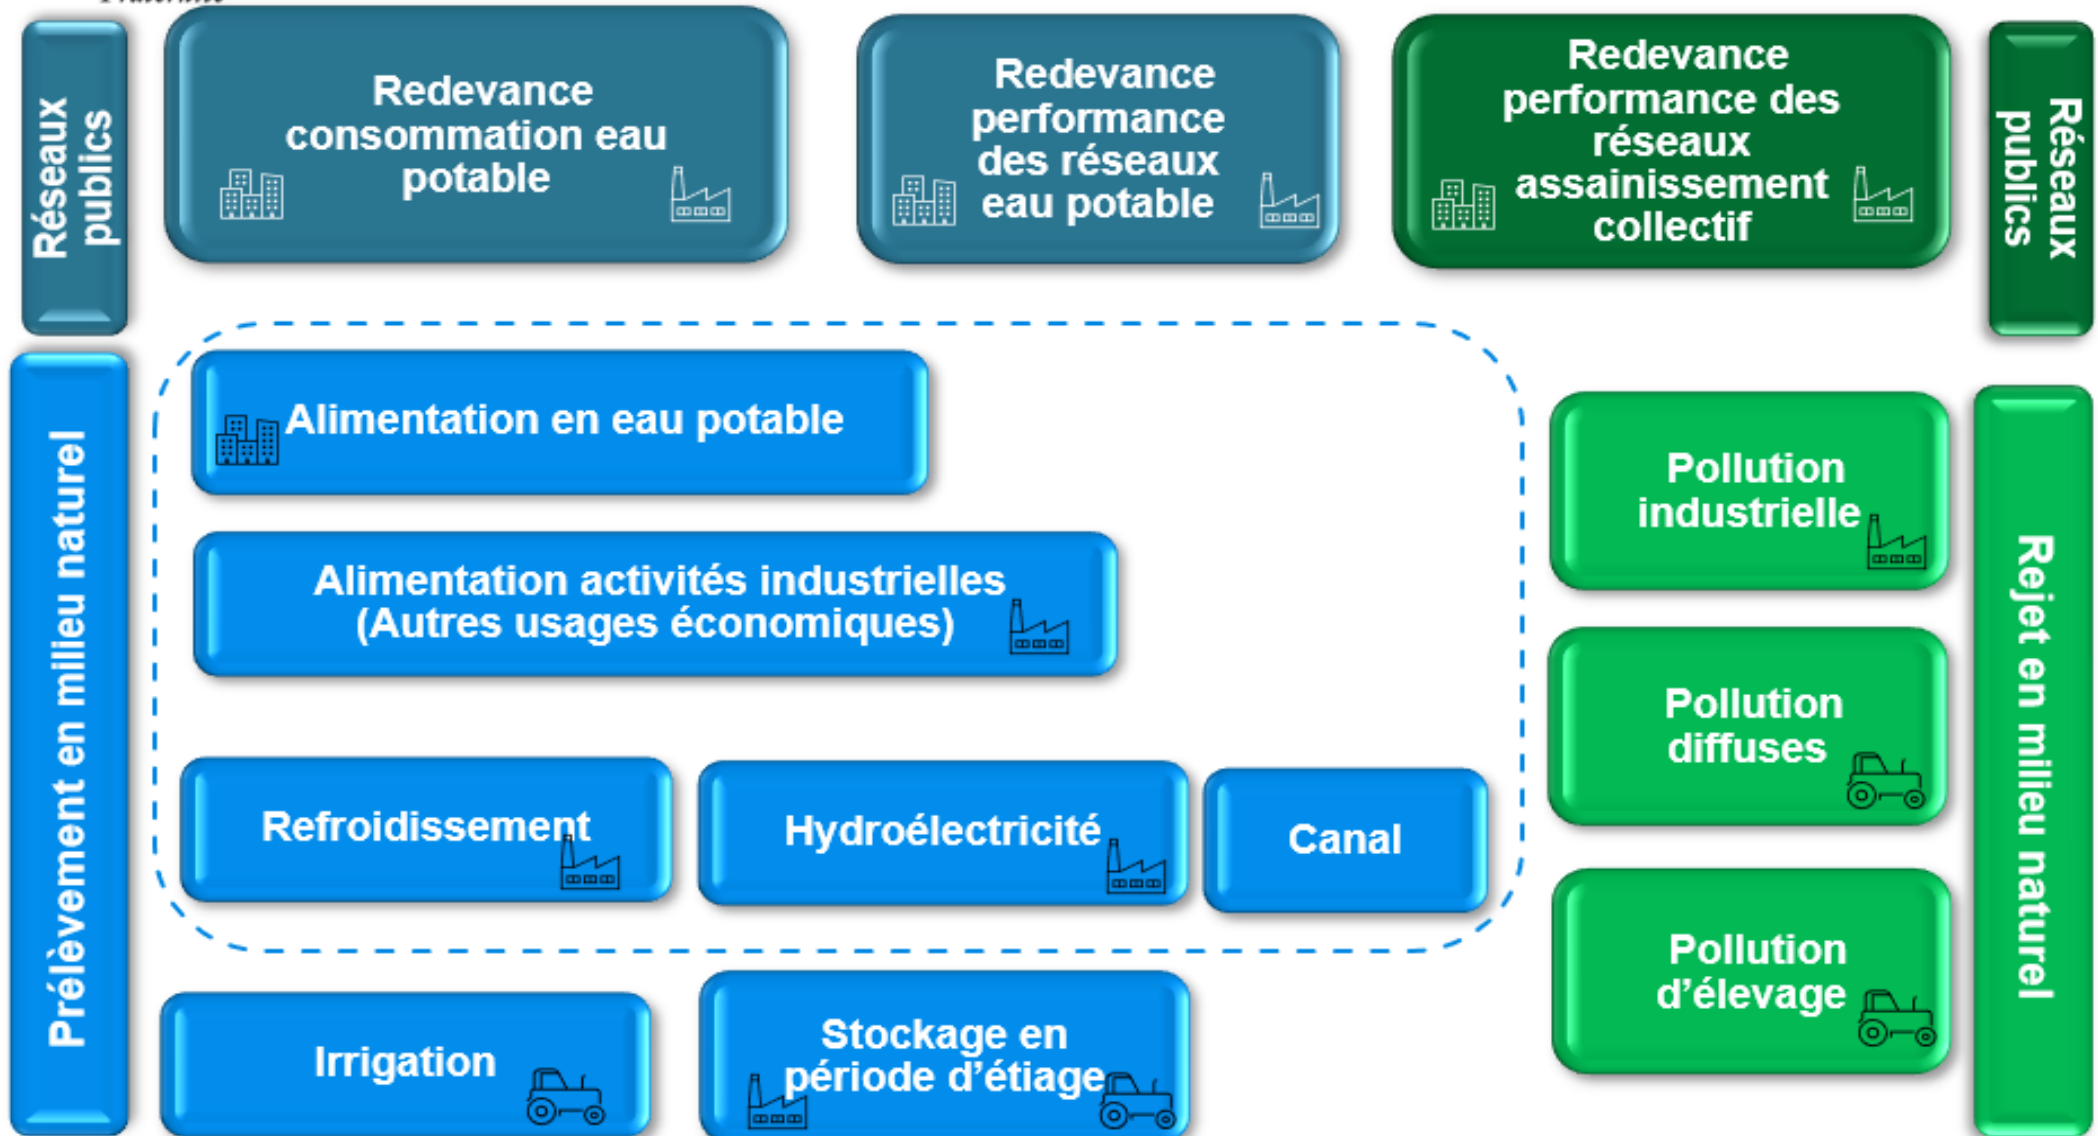 Fraternité
Réseaux
publics
Redevance
consommation eau
potable
Redevance
performance
des réseaux
eau potable
Redevance
performance des
réseaux
assainissement
collectif
Réseaux
publics
Prélèvement en milieu naturel
Alimentation en eau potable
Alimentation activités industrielles
(Autres usages économiques)
Refroidissement
Hydroélectricité
Canal
Irrigation
Stockage en
période d’étiage
Pollution
industrielle
Pollution
diffuses
Pollution
d’élevage
Rejet en milieu naturel